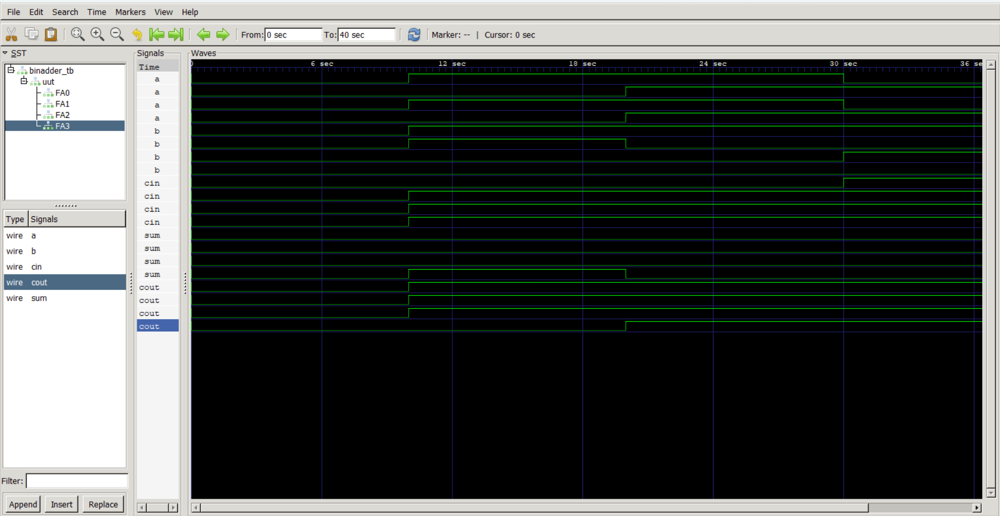 File Edit Search Time Markers View Help
From: 0 sec To: 40 sec Marker: -- | Cursor: 0 sec
SST
binadder_tb
uut
FA0
FA1
FA2
FA3
Type Signals
wire a
wire b
wire cin
wire cout
wire sum
Filter:
Append Insert Replace
Signals
Time
a
a
a
a
b
b
b
b
cin
cin
cin
cin
sum
sum
sum
sum
cout
cout
cout
cout
Waves
0 6 sec 12 sec 18 sec 24 sec 30 sec 36 se